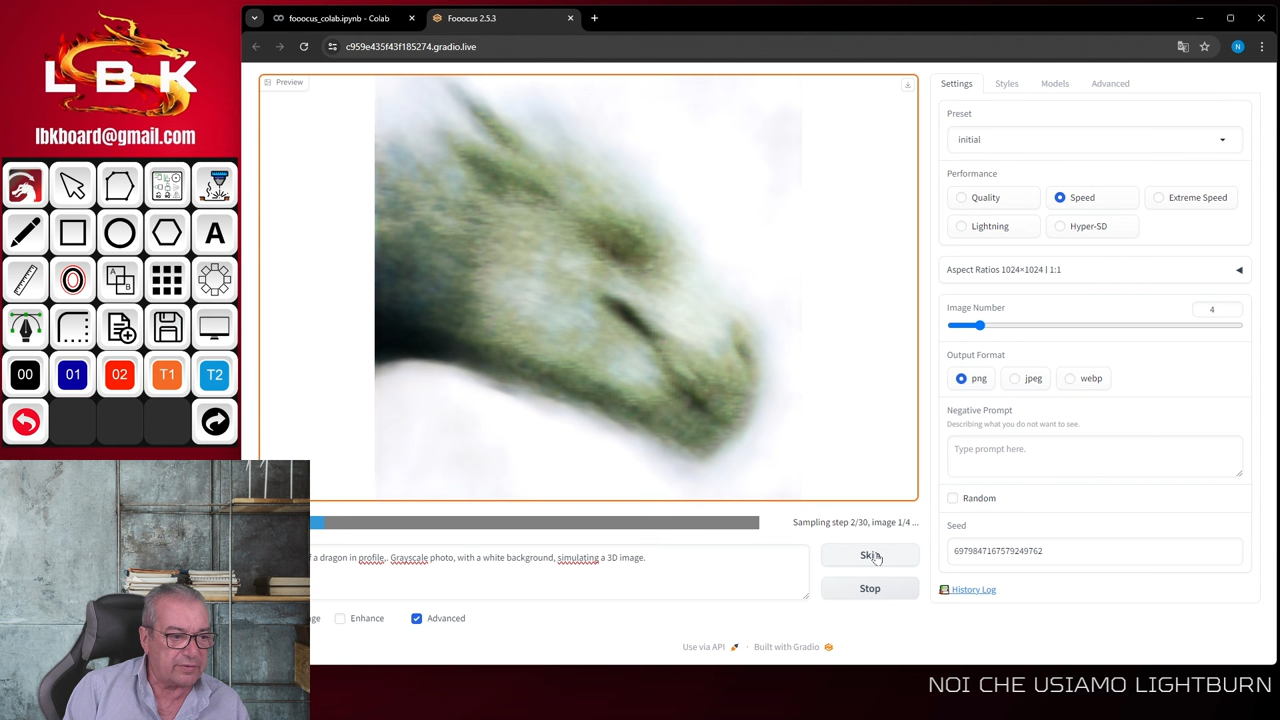 LBK
lbkboard@gmail.com
A
00
01
02
T1
T2
fooocus_colab.ipynb - Colab
Fooocus 2.5.3
c959e435f43f185274.gradio.live
N
Preview
Sampling step 2/30, image 1/4 ...
f a dragon in profile,. Grayscale photo, with a white background, simulating a 3D image.
Stop
Enhance
Advanced
Use via API
· Built with Gradio
Settings
Styles
Models
Advanced
Preset
initial
Performance
Quality
Speed
Extreme Speed
Lightning
Hyper-SD
Aspect Ratios 1024×1024 | 1:1
Image Number
4
Output Format
png
jpeg
webp
Negative Prompt
Describing what you do not want to see.
Type prompt here.
Random
Seed
6979847167579249762
History Log
NOI CHE USIAMO LIGHTBURN